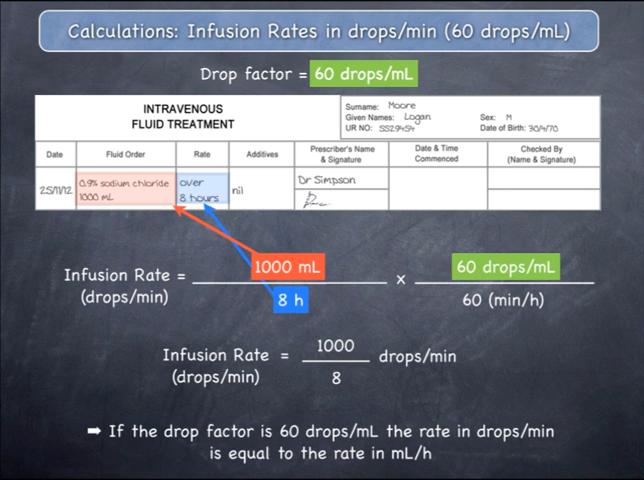 Calculations: Infusion Rates in drops/min (60 drops/mL)
Drop factor = 60 drops/mL
INTRAVENOUS
FLUID TREATMENT
Surname: Moore
Given Names: Logan Sex: M
UR NO: SS29454 Date of Birth: 30/4/70
Date Fluid Order Rate Additives Prescriber's Name & Signature Date & Time Commenced Checked By (Name & Signature)
25/11/12 0.9% sodium chloride 1000 mL over 8 hours nil Dr Simpson
Infusion Rate = 1000 mL x 60 drops/mL
(drops/min) 8 h 60 (min/h)
Infusion Rate = 1000 drops/min
(drops/min) 8
➡ If the drop factor is 60 drops/mL the rate in drops/min
is equal to the rate in mL/h